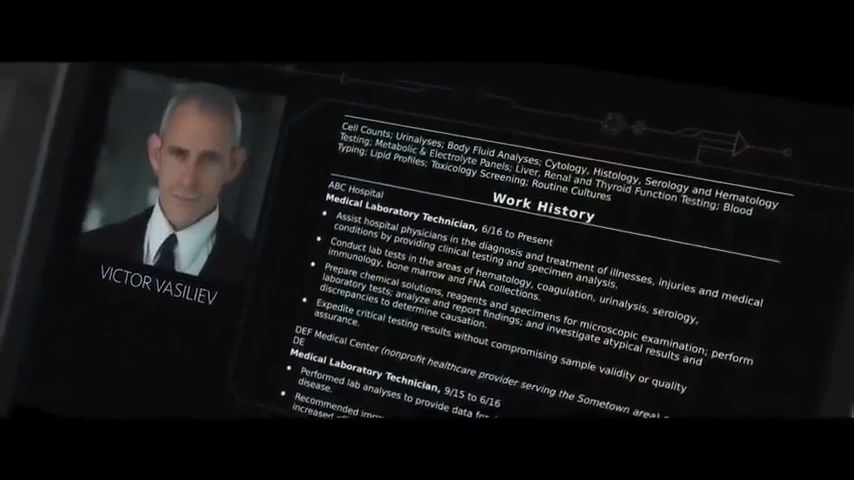 VICTOR VASILIEV
Cell Counts; Urinalyses; Body Fluid Analyses; Cytology, Histology, Serology and Hematology
Testing; Metabolic & Electrolyte Panels; Liver, Renal and Thyroid Function Testing; Blood
Typing; Lipid Profiles; Toxicology Screening; Routine Cultures
Work History
ABC Hospital
Medical Laboratory Technician, 6/16 to Present
Assist hospital physicians in the diagnosis and treatment of illnesses, injuries and medical
conditions by providing clinical testing and specimen analysis.
Conduct lab tests in the areas of hematology, coagulation, urinalysis, serology,
immunology, bone marrow and FNA collections.
Prepare chemical solutions, reagents and specimens for microscopic examination; perform
laboratory tests; analyze and report findings; and investigate atypical results and
discrepancies to determine causation.
Expedite critical testing results without compromising sample validity or quality
assurance.
DEF Medical Center (nonprofit healthcare provider serving the Sometown area)
DE
Medical Laboratory Technician, 9/15 to 6/16
Performed lab analyses to provide data for
disease.
Recommended
increased